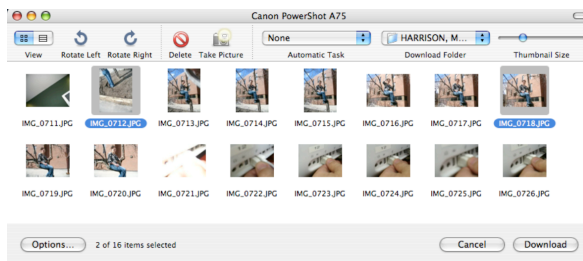 Canon PowerShot A75
None
HARRISON, M...
View Rotate Left Rotate Right Delete Take Picture Automatic Task Download Folder Thumbnail Size
IMG_0711.JPG IMG_0712.JPG IMG_0713.JPG IMG_0714.JPG IMG_0715.JPG IMG_0716.JPG IMG_0717.JPG IMG_0718.JPG
IMG_0719.JPG IMG_0720.JPG IMG_0721.JPG IMG_0722.JPG IMG_0723.JPG IMG_0724.JPG IMG_0725.JPG IMG_0726.JPG
Options... 2 of 16 items selected Cancel Download